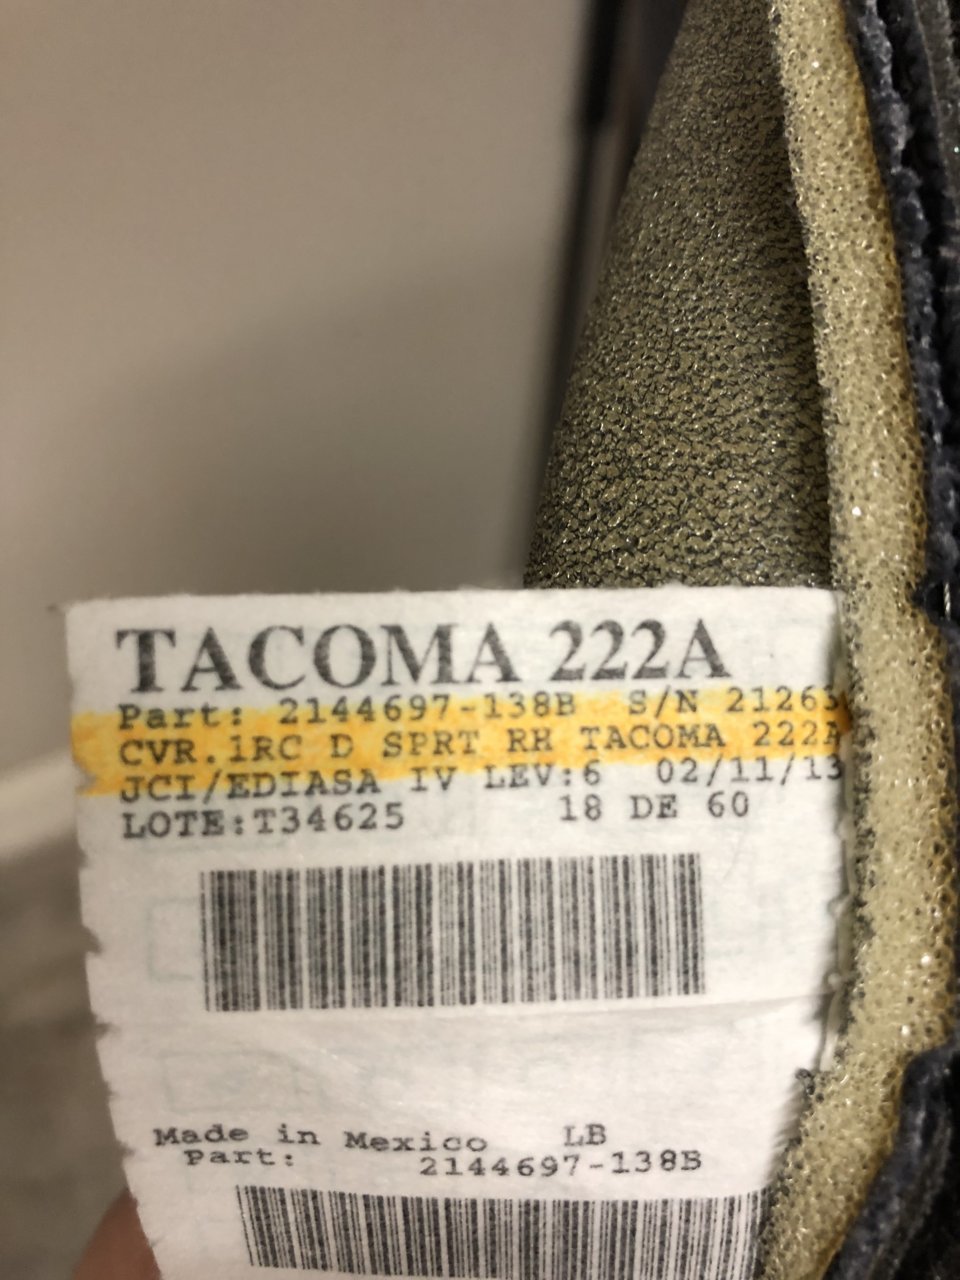 TACOMA 222A
Part: 2144697-138B S/N 21263
CVR.1RC D SPRT RH TACOMA 222A
JCI/EDIASA IV LEV:6 02/11/13
LOTE:T34625 18 DE 60
Made in Mexico LB
Part: 2144697-138B